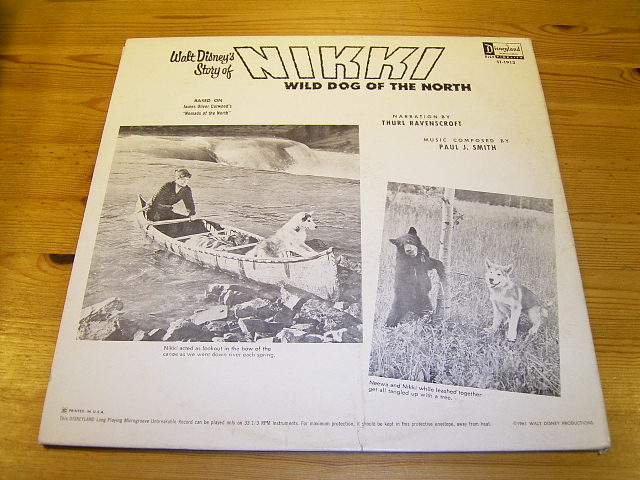 Walt Disney's
Story of
NIKKI
WILD DOG OF THE NORTH
Disneyland
ST-1913
BASED ON
James Oliver Curwood's
"Nomads of the North"
NARRATION BY
THURL RAVENSCROFT
MUSIC COMPOSED BY
PAUL J. SMITH
Nikki acted as lookout in the bow of the
canoe as we went down river each spring.
Neewa and Nikki while leashed together
get all tangled up with a tree.
PRINTED IN U.S.A.
This DISNEYLAND Long Playing Microgroove Unbreakable Record can be played only on 33 1/3 RPM instruments. For maximum protection, it should be kept in this protective envelope, away from heat.
©1961 WALT DISNEY PRODUCTIONS